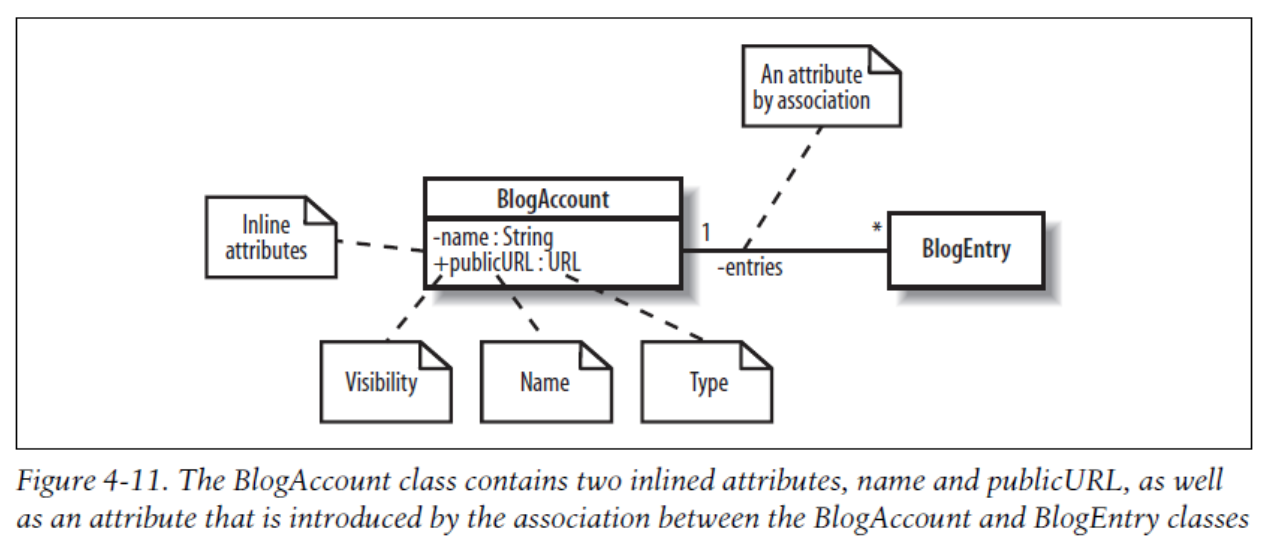 An attribute
by association
BlogAccount
Inline
attributes
-name : String
+publicURL : URL
1
*
-entries
BlogEntry
Visibility
Name
Type
Figure 4-11. The BlogAccount class contains two inlined attributes, name and publicURL, as well
as an attribute that is introduced by the association between the BlogAccount and BlogEntry classes